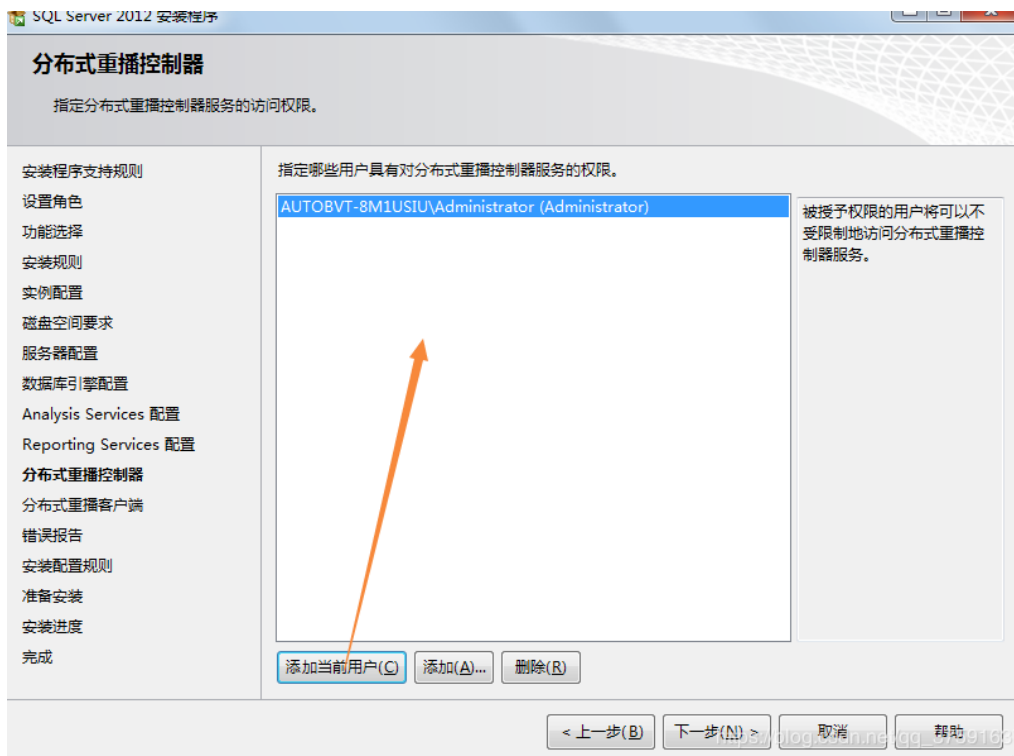 SQL Server 2012 安装程序
分布式重播控制器
指定分布式重播控制器服务的访问权限。
安装程序支持规则
设置角色
功能选择
安装规则
实例配置
磁盘空间要求
服务器配置
数据库引擎配置
Analysis Services 配置
Reporting Services 配置
分布式重播控制器
分布式重播客户端
错误报告
安装配置规则
准备安装
安装进度
完成
指定哪些用户具有对分布式重播控制器服务的权限。
AUTOBVT-8M1USIU\Administrator (Administrator)
添加当前用户(C)
添加(A)...
删除(R)
被授予权限的用户将可以不
受限制地访问分布式重播控
制器服务。
< 上一步(B)
下一步(N) >
取消
帮助